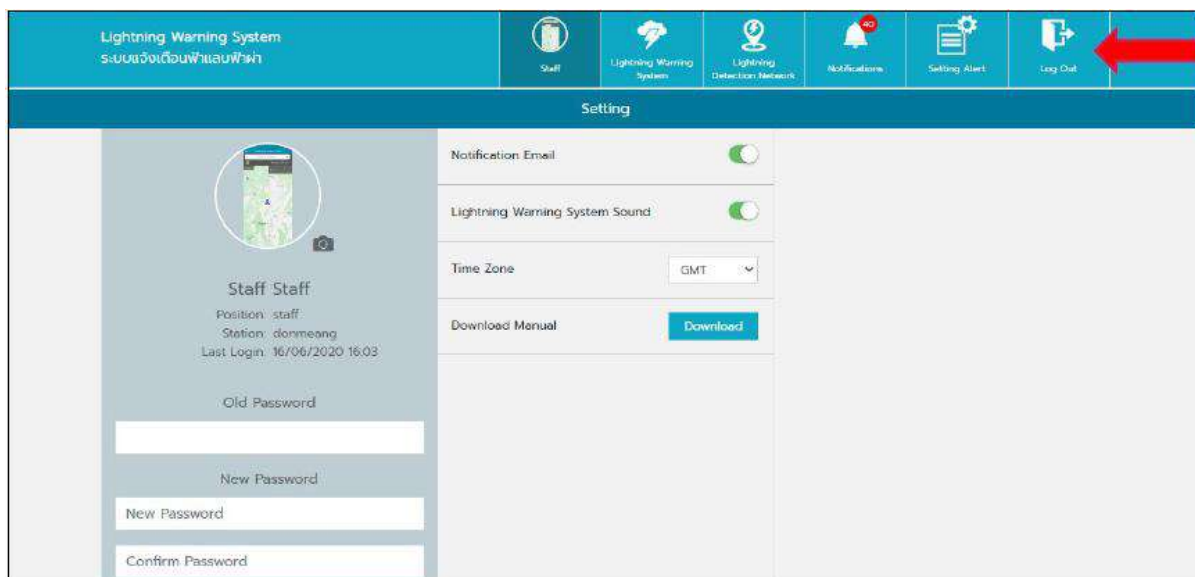 Lightning Warning System
ระบบแจ้งเตือนฟ้าแลบฟ้าผ่า
Staff
Lightning Warning
System
Lightning
Detection Network
40
Notifications
Setting Alert
Log Out
Setting
Staff Staff
Position: staff
Station: donmeang
Last Login: 16/06/2020 16:03
Old Password
New Password
New Password
Confirm Password
Notification Email
Lightning Warning System Sound
Time Zone
GMT
Download Manual
Download